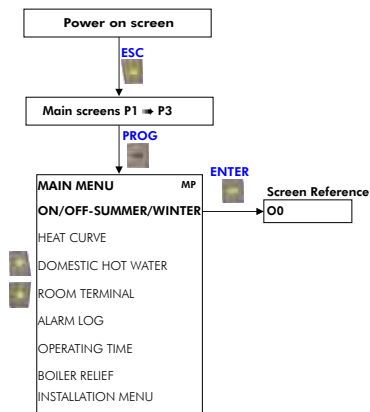 Power on screen
ESC
Main screens P1 ➠ P3
PROG
MAIN MENU MP
ENTER
Screen Reference
ON/OFF-SUMMER/WINTER
O0
HEAT CURVE
DOMESTIC HOT WATER
ROOM TERMINAL
ALARM LOG
OPERATING TIME
BOILER RELIEF
INSTALLATION MENU